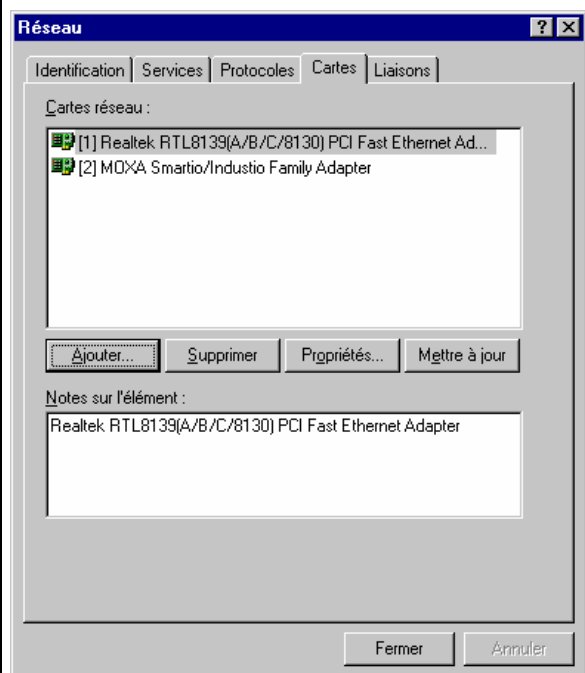 Réseau
Identification Services Protocoles Cartes Liaisons
Cartes réseau :
[1] Realtek RTL8139(A/B/C/8130) PCI Fast Ethernet Ad...
[2] MOXA Smartio/Industio Family Adapter
Ajouter... Supprimer Propriétés... Mettre à jour
Notes sur l'élément :
Realtek RTL8139(A/B/C/8130) PCI Fast Ethernet Adapter
Fermer Annuler